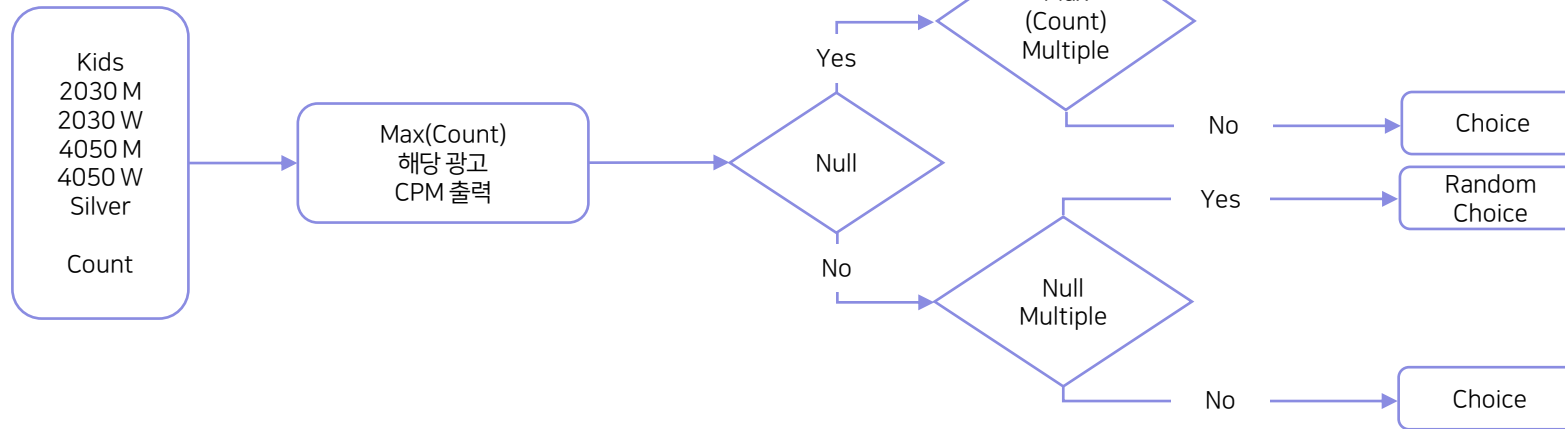 Kids
2030 M
2030 W
4050 M
4050 W
Silver
Count
Max(Count)
해당 광고
CPM 출력
Null
Yes
No
(Count)
Multiple
No
Choice
Null
Multiple
Yes
Random
Choice
No
Choice